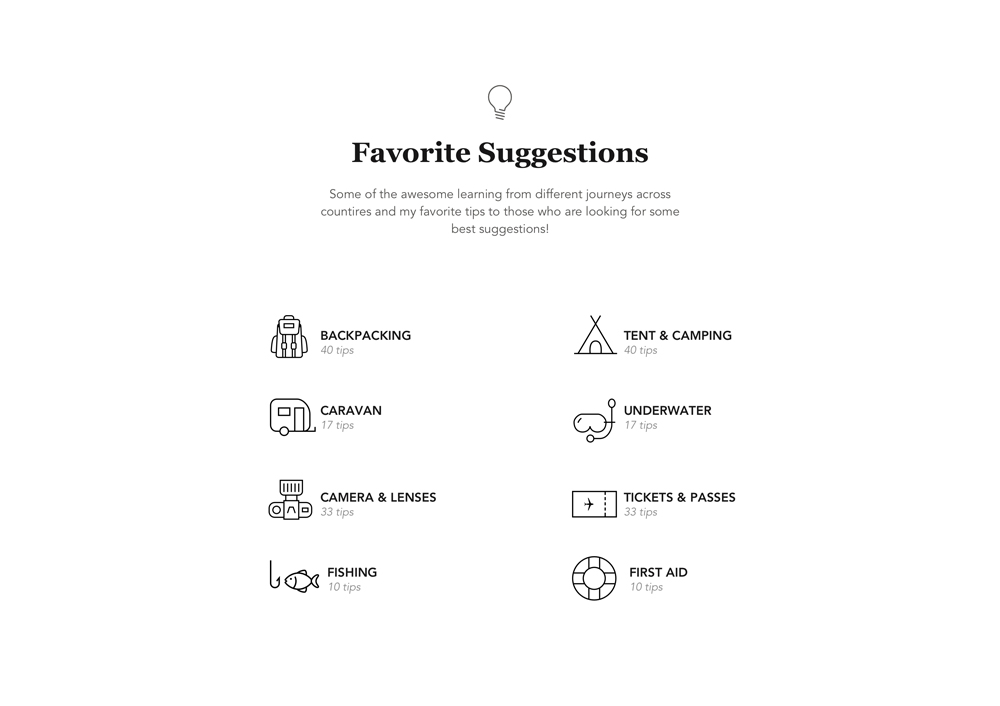 Favorite Suggestions
Some of the awesome learning from different journeys across
countires and my favorite tips to those who are looking for some
best suggestions!
BACKPACKING
40 tips
TENT & CAMPING
40 tips
CARAVAN
17 tips
UNDERWATER
17 tips
CAMERA & LENSES
33 tips
TICKETS & PASSES
33 tips
FISHING
10 tips
FIRST AID
10 tips